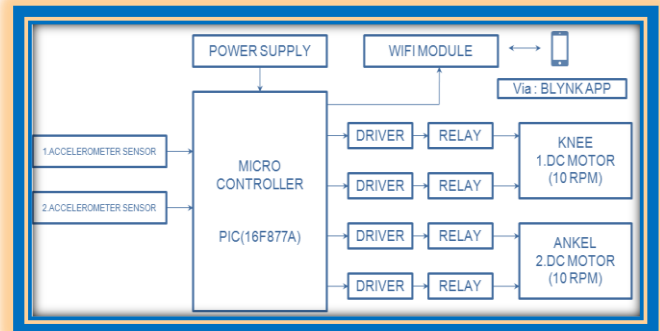 POWER SUPPLY
WIFI MODULE
Via : BLYNK APP
1.ACCELEROMETER SENSOR
2.ACCELEROMETER SENSOR
MICRO
CONTROLLER
PIC(16F877A)
DRIVER
RELAY
DRIVER
RELAY
KNEE
1.DC MOTOR
(10 RPM)
DRIVER
RELAY
DRIVER
RELAY
ANKEL
2.DC MOTOR
(10 RPM)